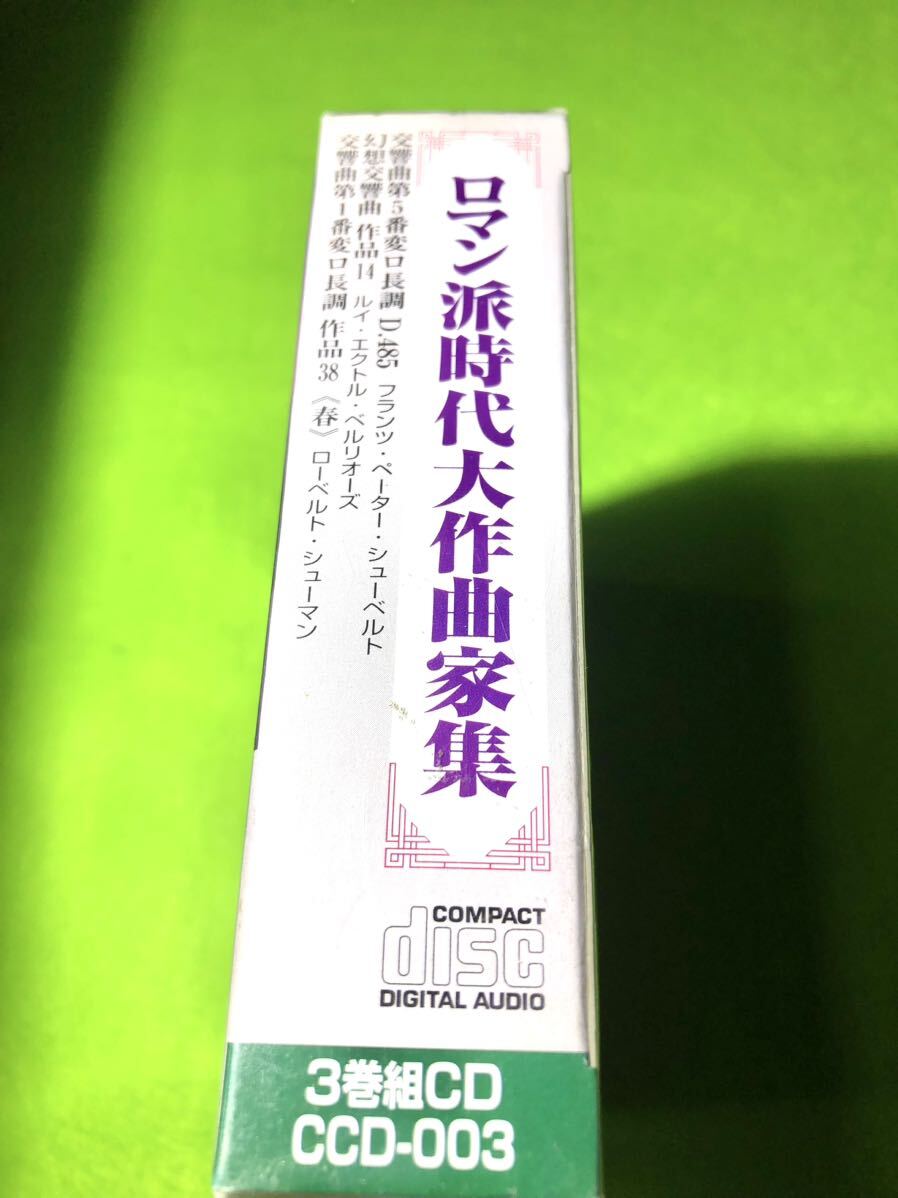 ロマン派時代大作曲家集
交響曲第5番変ロ長調 D.485 フランツ・ペーター・シューベルト
幻想交響曲 作品14 ルイ・エクトル・ベルリオーズ
交響曲第1番変ロ長調 作品38《春》ローベルト・シューマン
COMPACT
disc
DIGITAL AUDIO
3巻組CD
CCD-003